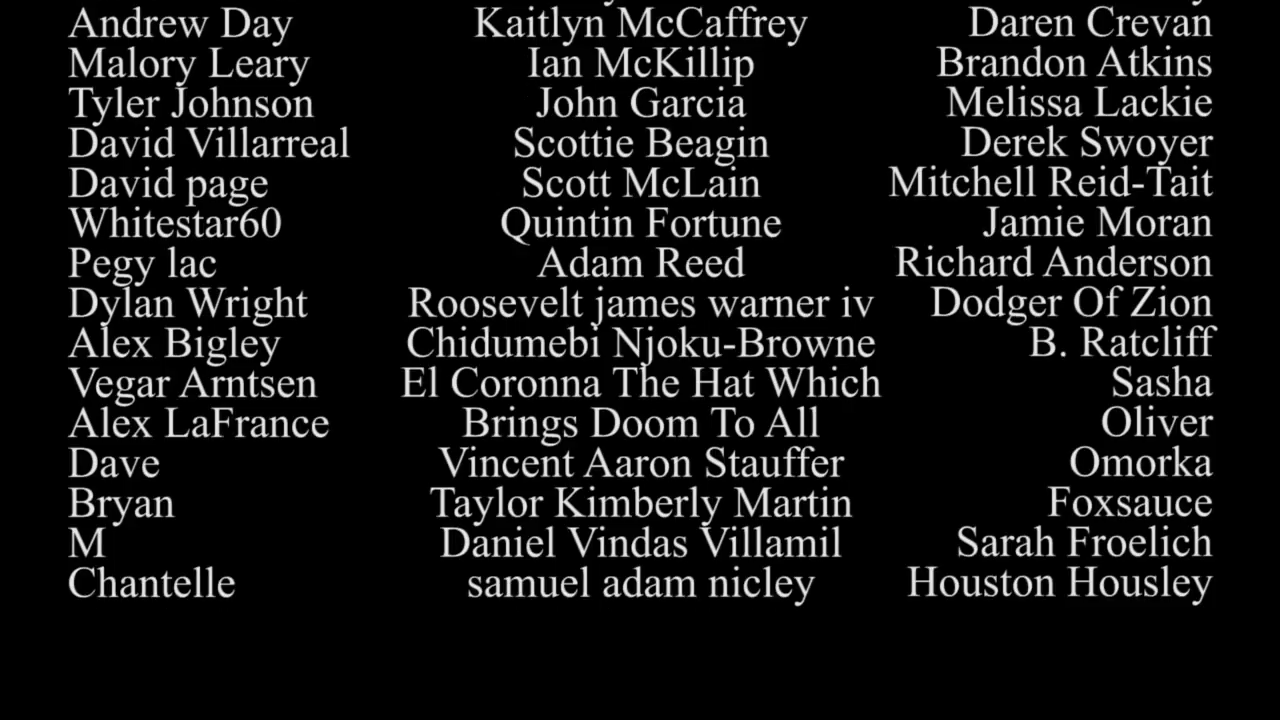 Andrew Day
Malory Leary
Tyler Johnson
David Villarreal
David page
Whitestar60
Pegy lac
Dylan Wright
Alex Bigley
Vegar Arntsen
Alex LaFrance
Dave
Bryan
M
Chantelle
Kaitlyn McCaffrey
Ian McKillip
John Garcia
Scottie Beagin
Scott McLain
Quintin Fortune
Adam Reed
Roosevelt james warner iv
Chidumebi Njoku-Browne
El Coronna The Hat Which
Brings Doom To All
Vincent Aaron Stauffer
Taylor Kimberly Martin
Daniel Vindas Villamil
samuel adam nicley
Daren Crevan
Brandon Atkins
Melissa Lackie
Derek Swoyer
Mitchell Reid-Tait
Jamie Moran
Richard Anderson
Dodger Of Zion
B. Ratcliff
Sasha
Oliver
Omorka
Foxsauce
Sarah Froelich
Houston Housley